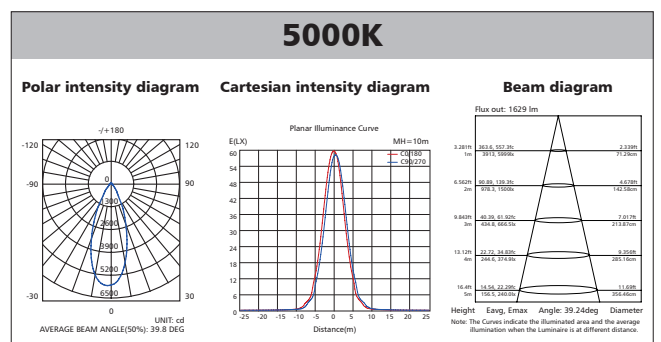 5000K
Polar intensity diagram
Cartesian intensity diagram
Beam diagram
-/+180
-120
120
-90
90
-30
30
0
0
1300
2600
3900
5200
6500
UNIT: cd
AVERAGE BEAM ANGLE(50%): 39.8 DEG
Planar Illuminance Curve
E(LX)
MH=10m
C0/180
C90/270
60
54
48
42
36
30
24
18
12
6
0
-25 -20 -15 -10 -5 0 5 10 15 20 25
Distance(m)
Flux out: 1629 lm
3.281ft 363.6, 557.3fc 2.339ft
1m 3913, 5999lx 71.29cm
6.562ft 90.89, 139.3fc 4.678ft
2m 978.3, 1500lx 142.58cm
9.843ft 40.39, 61.92fc 7.017ft
3m 434.8, 666.5lx 213.87cm
13.12ft 22.72, 34.83fc 9.356ft
4m 244.6, 374.9lx 285.16cm
16.4ft 14.54, 22.29fc 11.69ft
5m 156.5, 240.0lx 356.46cm
Height Eavg, Emax Angle: 39.24deg Diameter
Note: The Curves indicate the illuminated area and the average
illumination when the Luminaire is at different distance.